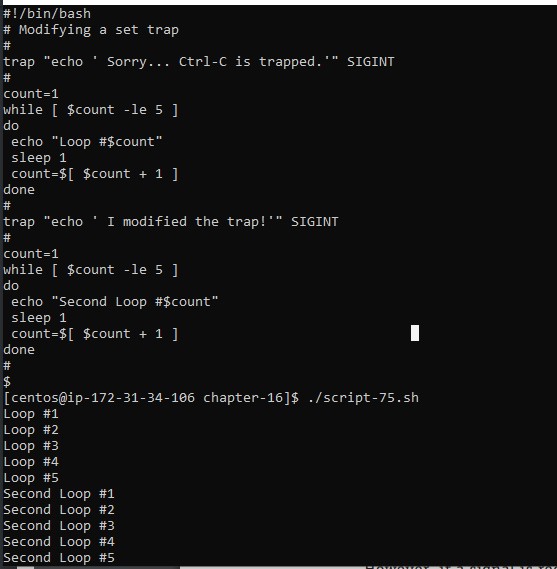 #!/bin/bash
# Modifying a set trap
#
trap "echo ' Sorry... Ctrl-C is trapped.'" SIGINT
#
count=1
while [ $count -le 5 ]
do
 echo "Loop #$count"
 sleep 1
 count=$[ $count + 1 ]
done
#
trap "echo ' I modified the trap!'" SIGINT
#
count=1
while [ $count -le 5 ]
do
 echo "Second Loop #$count"
 sleep 1
 count=$[ $count + 1 ]
done
#
$
[centos@ip-172-31-34-106 chapter-16]$ ./script-75.sh
Loop #1
Loop #2
Loop #3
Loop #4
Loop #5
Second Loop #1
Second Loop #2
Second Loop #3
Second Loop #4
Second Loop #5